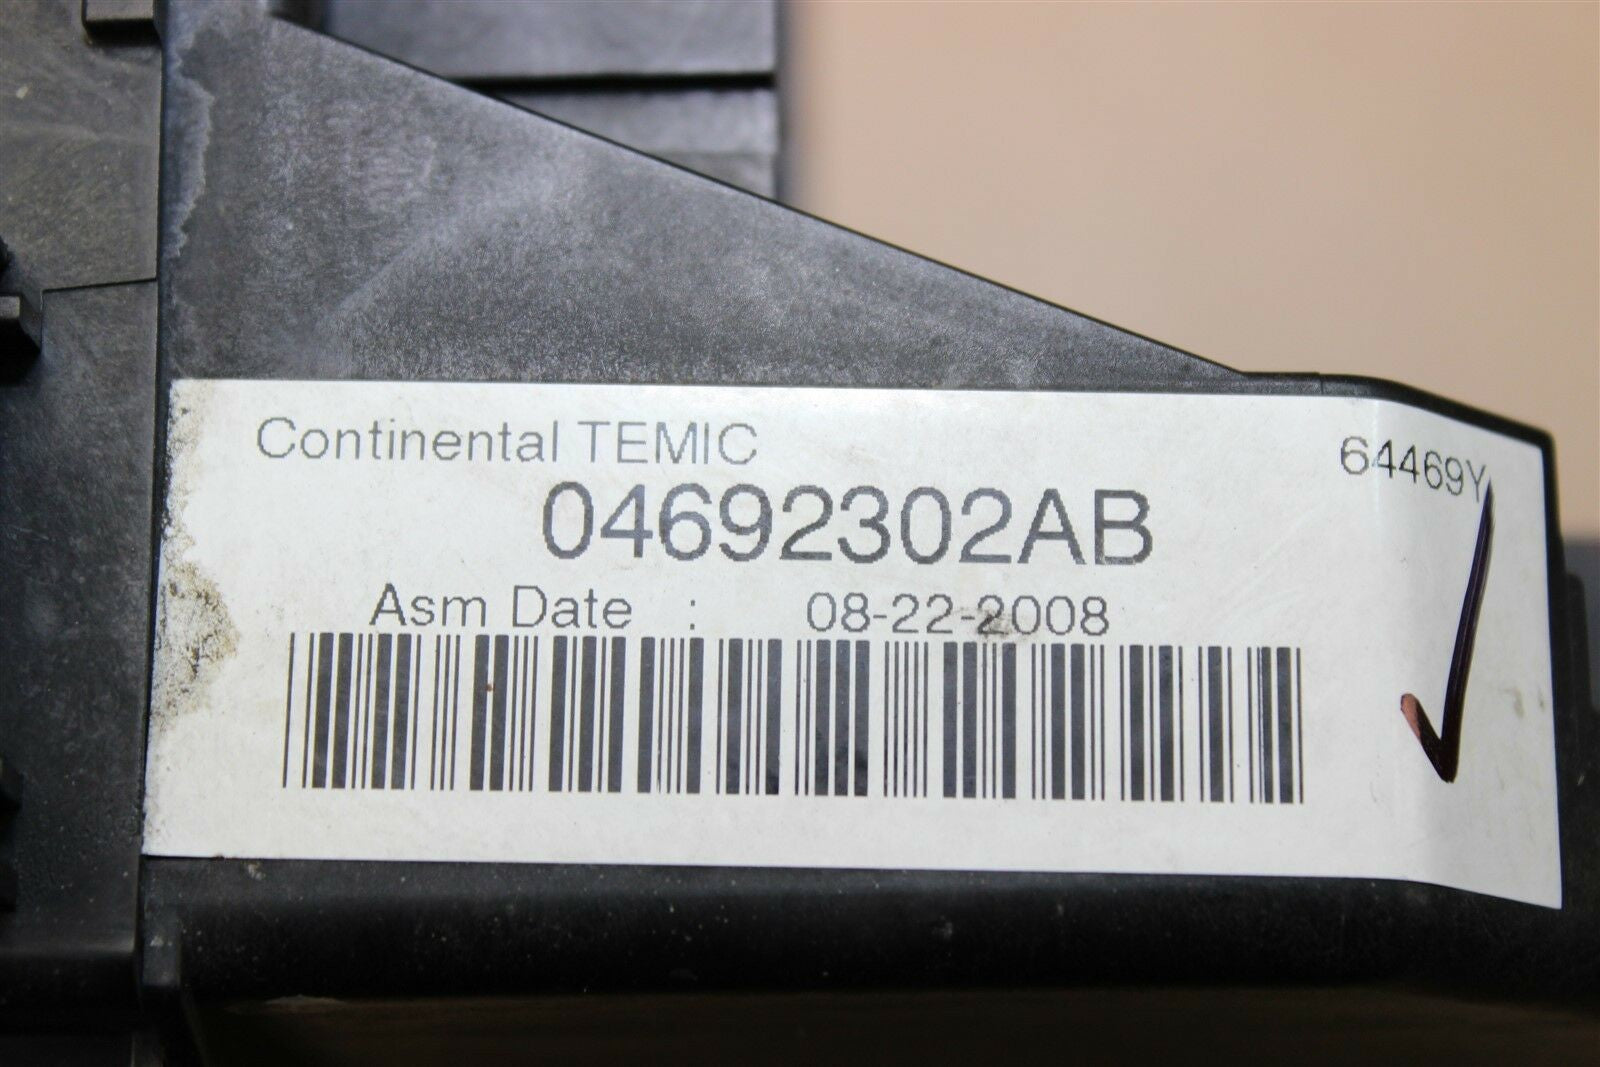 Continental TEMIC
64469Y
04692302AB
Asm Date : 08-22-2008